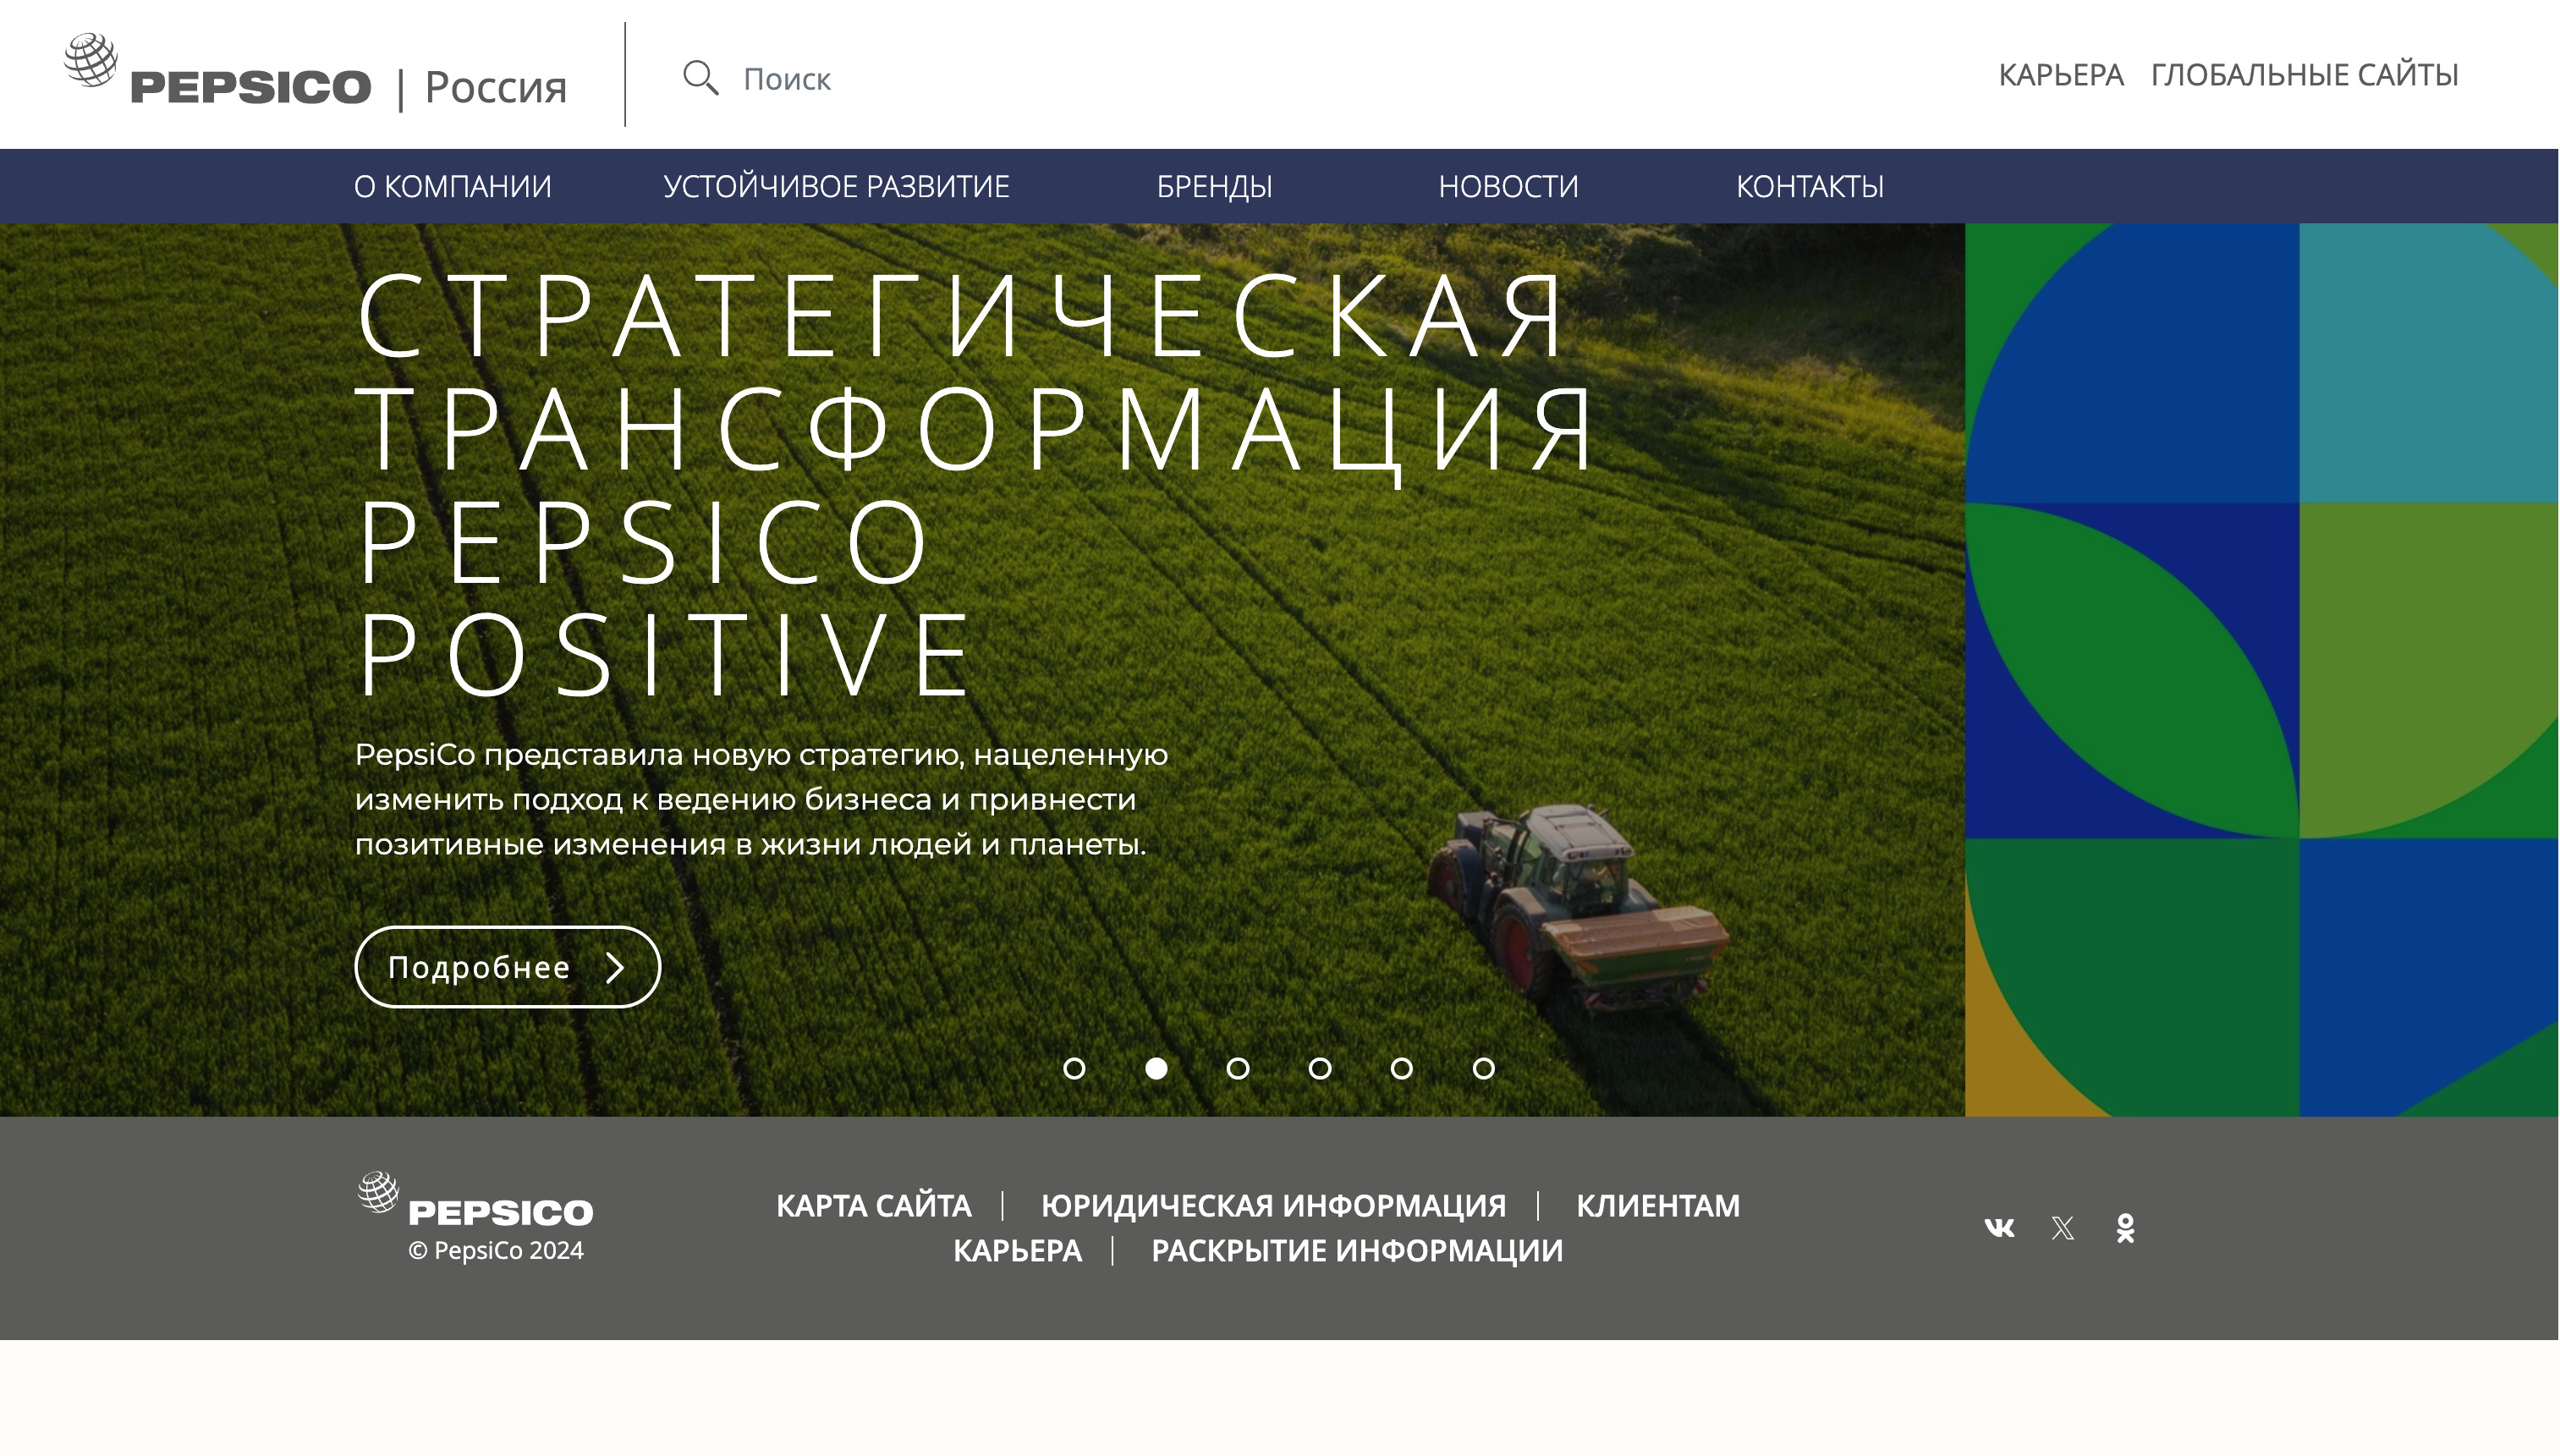 PEPSICO | Россия
Поиск
КАРЬЕРА ГЛОБАЛЬНЫЕ САЙТЫ
О КОМПАНИИ УСТОЙЧИВОЕ РАЗВИТИЕ БРЕНДЫ НОВОСТИ КОНТАКТЫ
СТРАТЕГИЧЕСКАЯ
ТРАНСФОРМАЦИЯ
PEPSICO
POSITIVE
PepsiCo представила новую стратегию, нацеленную
изменить подход к ведению бизнеса и привнести
позитивные изменения в жизни людей и планеты.
Подробнее
PEPSICO
© PepsiCo 2024
КАРТА САЙТА | ЮРИДИЧЕСКАЯ ИНФОРМАЦИЯ | КЛИЕНТАМ
КАРЬЕРА | РАСКРЫТИЕ ИНФОРМАЦИИ